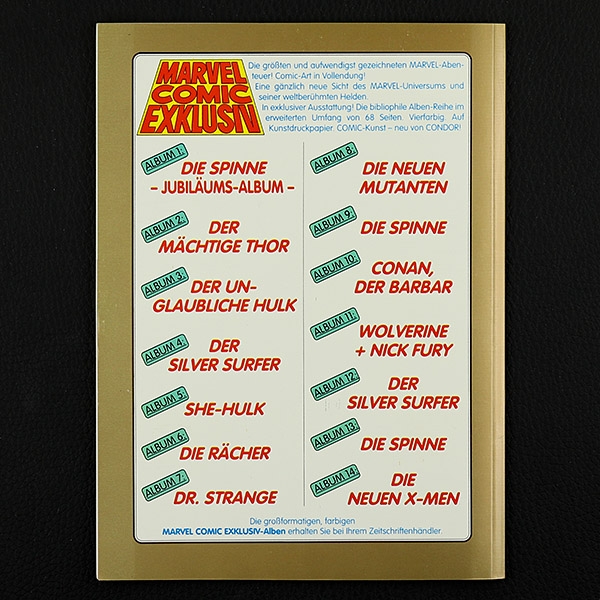 MARVEL
COMIC
EXKLUSIV
Die größten und aufwendigst gezeichneten MARVEL-Aben-
teuer! Comic-Art in Vollendung!
Eine gänzlich neue Sicht des MARVEL-Universums und
seiner weltberühmten Helden.
In exklusiver Ausstattung! Die bibliophile Alben-Reihe im
erweiterten Umfang von 68 Seiten. Vierfarbig. Auf
Kunstdruckpapier. COMIC-Kunst – neu von CONDOR!
ALBUM 1:
DIE SPINNE
– JUBILÄUMS-ALBUM –
ALBUM 2:
DER
MÄCHTIGE THOR
ALBUM 3:
DER UN-
GLAUBLICHE HULK
ALBUM 4:
DER
SILVER SURFER
ALBUM 5:
SHE-HULK
ALBUM 6:
DIE RÄCHER
ALBUM 7:
DR. STRANGE
ALBUM 8:
DIE NEUEN
MUTANTEN
ALBUM 9:
DIE SPINNE
ALBUM 10:
CONAN,
DER BARBAR
ALBUM 11:
WOLVERINE
+ NICK FURY
ALBUM 12:
DER
SILVER SURFER
ALBUM 13:
DIE SPINNE
ALBUM 14:
DIE
NEUEN X-MEN
Die großformatigen, farbigen
MARVEL COMIC EXKLUSIV-Alben erhalten Sie bei Ihrem Zeitschriftenhändler.